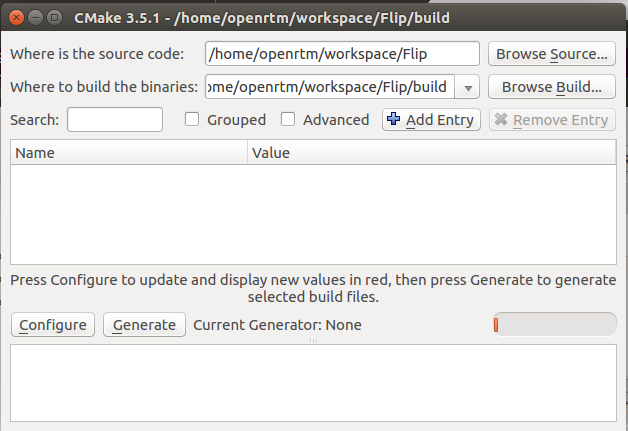 CMake 3.5.1 - /home/openrtm/workspace/Flip/build
Where is the source code: /home/openrtm/workspace/Flip Browse Source...
Where to build the binaries: ome/openrtm/workspace/Flip/build Browse Build...
Search: Grouped Advanced Add Entry Remove Entry
Name Value
Press Configure to update and display new values in red, then press Generate to generate
selected build files.
Configure Generate Current Generator: None